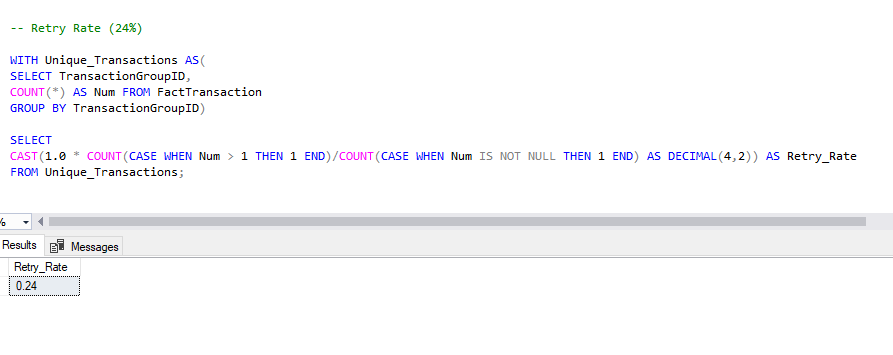 -- Retry Rate (24%)
WITH Unique_Transactions AS(
SELECT TransactionGroupID,
COUNT(*) AS Num FROM FactTransaction
GROUP BY TransactionGroupID)
SELECT
CAST(1.0 * COUNT(CASE WHEN Num > 1 THEN 1 END)/COUNT(CASE WHEN Num IS NOT NULL THEN 1 END) AS DECIMAL(4,2)) AS Retry_Rate
FROM Unique_Transactions;
%
Results Messages
Retry_Rate
0.24